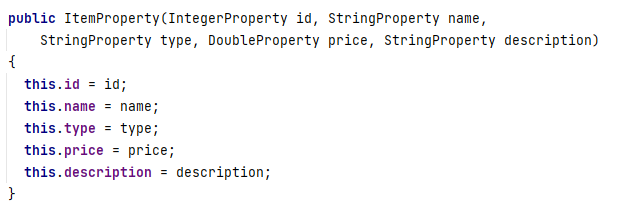 public ItemProperty(IntegerProperty id, StringProperty name,
    StringProperty type, DoubleProperty price, StringProperty description)
{
  this.id = id;
  this.name = name;
  this.type = type;
  this.price = price;
  this.description = description;
}